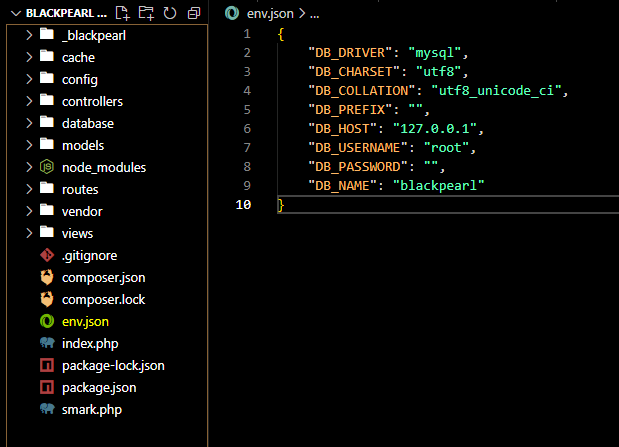 BLACKPEARL ...
_blackpearl
cache
config
controllers
database
models
node_modules
routes
vendor
views
.gitignore
composer.json
composer.lock
env.json
index.php
package-lock.json
package.json
smark.php
env.json > ...
1 {
2 "DB_DRIVER": "mysql",
3 "DB_CHARSET": "utf8",
4 "DB_COLLATION": "utf8_unicode_ci",
5 "DB_PREFIX": "",
6 "DB_HOST": "127.0.0.1",
7 "DB_USERNAME": "root",
8 "DB_PASSWORD": "",
9 "DB_NAME": "blackpearl"
10 }